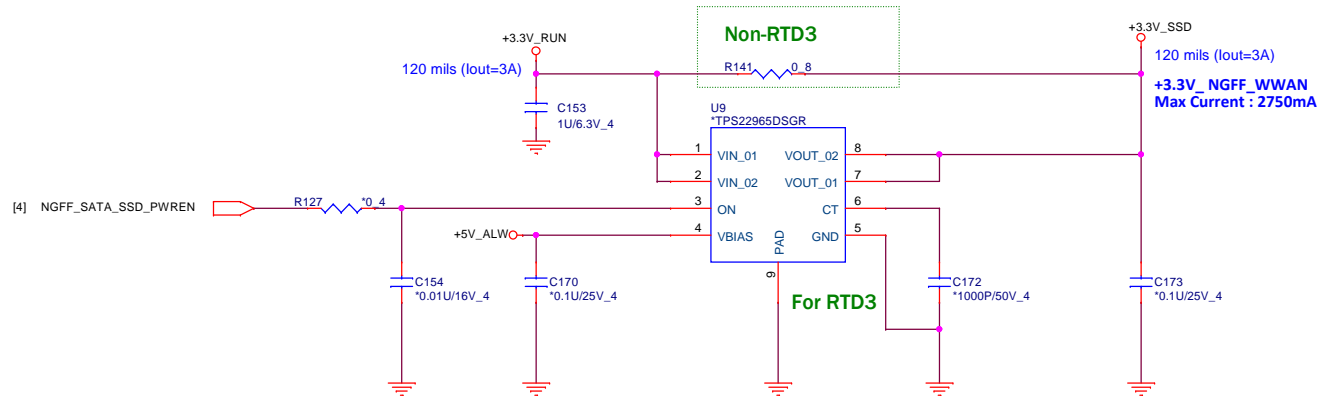 Non-RTD3
+3.3V_RUN
+3.3V_SSD
120 mils (Iout=3A)
R141
0_8
120 mils (Iout=3A)
+3.3V_ NGFF_WWAN
Max Current : 2750mA
C153
1U/6.3V_4
U9
*TPS22965DSGR
1
VIN_01
VOUT_02
8
2
VIN_02
VOUT_01
7
[4]
NGFF_SATA_SSD_PWREN
R127
*0_4
3
ON
CT
6
+5V_ALW
4
VBIAS
GND
5
PAD
9
C154
*0.01U/16V_4
C170
*0.1U/25V_4
For RTD3
C172
*1000P/50V_4
C173
*0.1U/25V_4